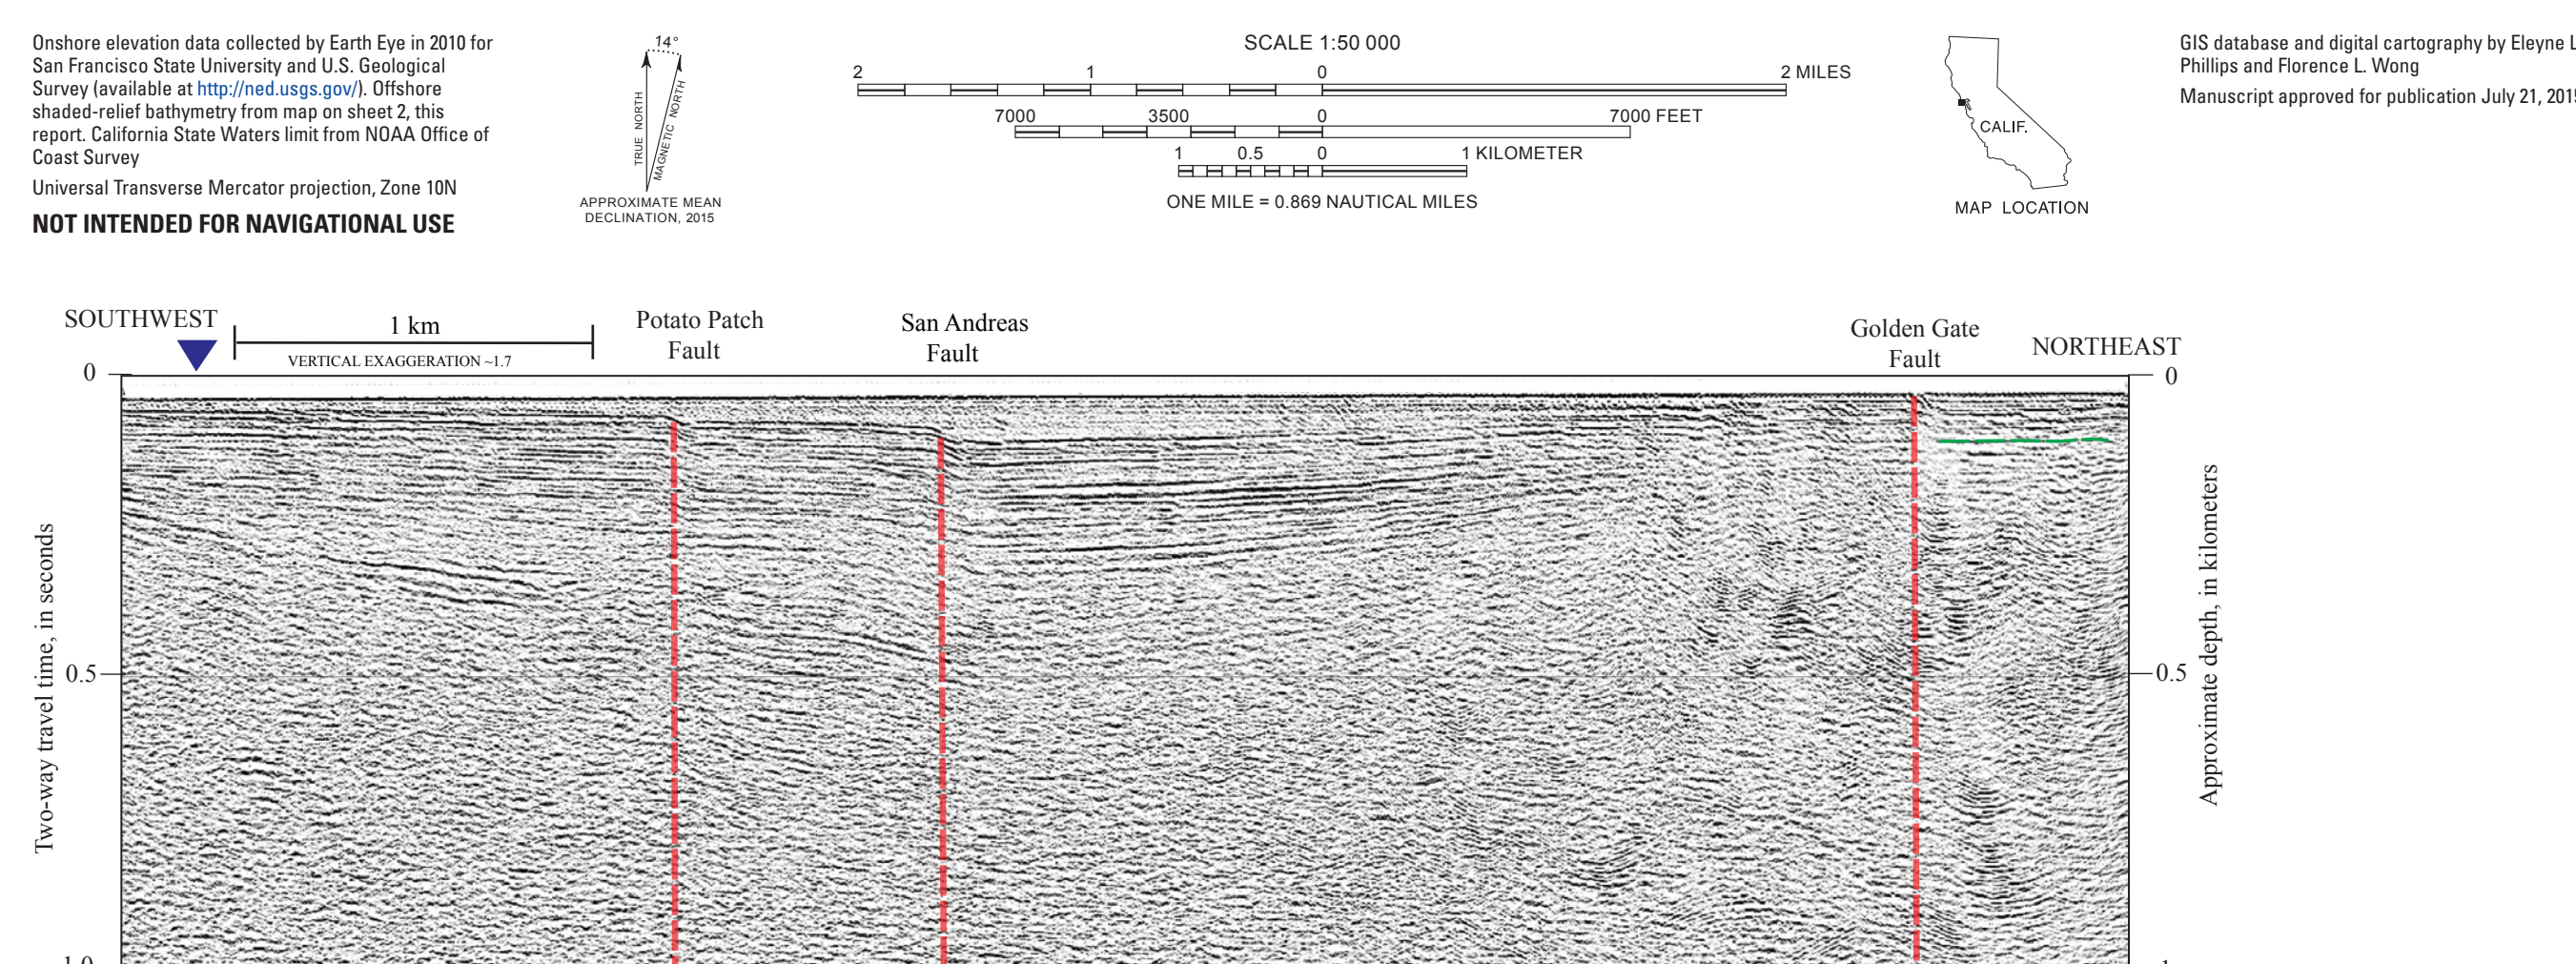 Onshore elevation data collected by Earth Eye in 2010 for
San Francisco State University and U.S. Geological
Survey (available at http://ned.usgs.gov/). Offshore
shaded-relief bathymetry from map on sheet 2, this
report. California State Waters limit from NOAA Office of
Coast Survey
Universal Transverse Mercator projection, Zone 10N
NOT INTENDED FOR NAVIGATIONAL USE
14°
TRUE NORTH
MAGNETIC NORTH
APPROXIMATE MEAN
DECLINATION, 2015
SCALE 1:50 000
2 1 0 2 MILES
7000 3500 0 7000 FEET
1 0.5 0 1 KILOMETER
ONE MILE = 0.869 NAUTICAL MILES
CALIF.
MAP LOCATION
GIS database and digital cartography by Eleyne L
Phillips and Florence L. Wong
Manuscript approved for publication July 21, 2015
SOUTHWEST
1 km
VERTICAL EXAGGERATION ~1.7
Potato Patch
Fault
San Andreas
Fault
Golden Gate
Fault
NORTHEAST
0
0.5
1.0
Two-way travel time, in seconds
0
0.5
Approximate depth, in kilometers